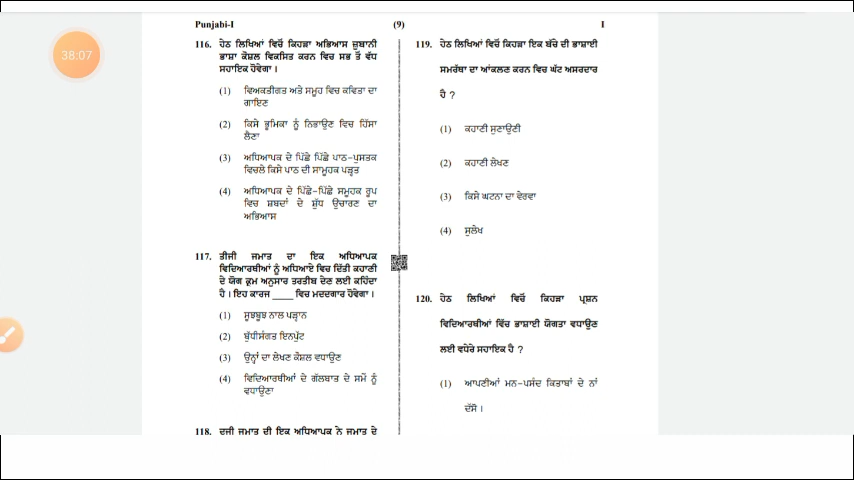 Punjabi-I
(9)
I
38:07
116. ਹੇਠ ਲਿਖਿਆਂ ਵਿਚੋਂ ਕਿਹੜਾ ਅਭਿਆਸ ਜ਼ੁਬਾਨੀ
ਭਾਸ਼ਾ ਕੌਸ਼ਲ ਵਿਕਸਿਤ ਕਰਨ ਵਿਚ ਸਭ ਤੋਂ ਵੱਧ
ਸਹਾਇਕ ਹੋਵੇਗਾ ।
(1) ਵਿਅਕਤੀਗਤ ਅਤੇ ਸਮੂਹ ਵਿਚ ਕਵਿਤਾ ਦਾ
ਗਾਇਣ
(2) ਕਿਸੇ ਭੂਮਿਕਾ ਨੂੰ ਨਿਭਾਉਣ ਵਿਚ ਹਿੱਸਾ
ਲੈਣਾ
(3) ਅਧਿਆਪਕ ਦੇ ਪਿੱਛੇ ਪਿੱਛੇ ਪਾਠ-ਪੁਸਤਕ
ਵਿਚਲੇ ਕਿਸੇ ਪਾਠ ਦੀ ਸਾਮੂਹਕ ਪੜ੍ਹਤ
(4) ਅਧਿਆਪਕ ਦੇ ਪਿੱਛੇ-ਪਿੱਛੇ ਸਮੂਹਕ ਰੂਪ
ਵਿਚ ਸ਼ਬਦਾਂ ਦੇ ਸ਼ੁੱਧ ਉਚਾਰਣ ਦਾ
ਅਭਿਆਸ
117. ਤੀਜੀ ਜਮਾਤ ਦਾ ਇਕ ਅਧਿਆਪਕ
ਵਿਦਿਆਰਥੀਆਂ ਨੂੰ ਅਧਿਆਏ ਵਿਚ ਦਿੱਤੀ ਕਹਾਣੀ
ਦੇ ਯੋਗ ਕ੍ਰਮ ਅਨੁਸਾਰ ਤਰਤੀਬ ਦੇਣ ਲਈ ਕਹਿੰਦਾ
ਹੈ । ਇਹ ਕਾਰਜ ____ ਵਿਚ ਮਦਦਗਾਰ ਹੋਵੇਗਾ ।
(1) ਸੂਝਬੂਝ ਨਾਲ ਪੜ੍ਹਾਨ
(2) ਬੁੱਧੀਸੰਗਤ ਇਨਪੁੱਟ
(3) ਉਨ੍ਹਾਂ ਦਾ ਲੇਖਣ ਕੌਸ਼ਲ ਵਧਾਉਣ
(4) ਵਿਦਿਆਰਥੀਆਂ ਦੇ ਗੱਲਬਾਤ ਦੇ ਸਮੇਂ ਨੂੰ
ਵਧਾਉਣਾ
118. ਦੂਜੀ ਜਮਾਤ ਦੀ ਇਕ ਅਧਿਆਪਕ ਨੇ ਜਮਾਤ ਦੇ
119. ਹੇਠ ਲਿਖਿਆਂ ਵਿਚੋਂ ਕਿਹੜਾ ਇਕ ਬੱਚੇ ਦੀ ਭਾਸ਼ਾਈ
ਸਮਰੱਥਾ ਦਾ ਆਂਕਲਣ ਕਰਨ ਵਿਚ ਘੱਟ ਅਸਰਦਾਰ
ਹੈ ?
(1) ਕਹਾਣੀ ਸੁਣਾਉਣੀ
(2) ਕਹਾਣੀ ਲੇਖਣ
(3) ਕਿਸੇ ਘਟਨਾ ਦਾ ਵੇਰਵਾ
(4) ਸੁਲੇਖ
120. ਹੇਠ ਲਿਖਿਆਂ ਵਿਚੋਂ ਕਿਹੜਾ ਪ੍ਰਸ਼ਨ
ਵਿਦਿਆਰਥੀਆਂ ਵਿੱਚ ਭਾਸ਼ਾਈ ਯੋਗਤਾ ਵਧਾਉਣ
ਲਈ ਵਧੇਰੇ ਸਹਾਇਕ ਹੈ ?
(1) ਆਪਣੀਆਂ ਮਨ-ਪਸੰਦ ਕਿਤਾਬਾਂ ਦੇ ਨਾਂ
ਦੱਸੋ ।